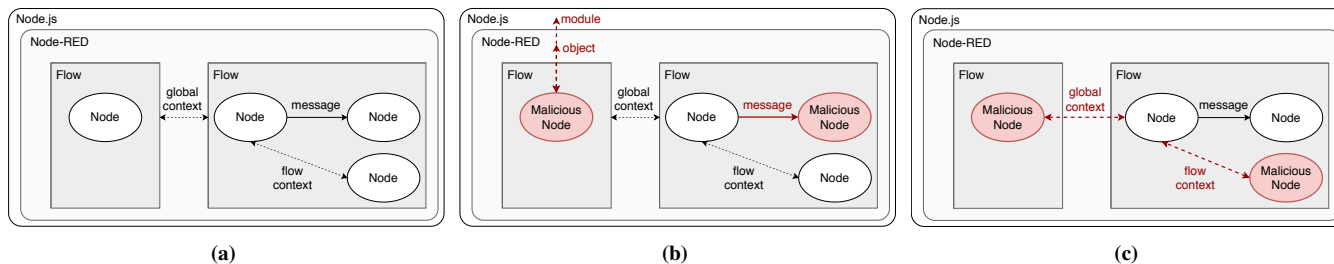 Node.js
Node-RED
Flow
Node
global
context
Flow
Node
message
Node
flow
context
Node
(a)
Node.js
module
Node-RED
object
Flow
Malicious
Node
global
context
Flow
Node
message
Malicious
Node
flow
context
Node
(b)
Node.js
Node-RED
Flow
Malicious
Node
global
context
Flow
Node
message
Node
flow
context
Malicious
Node
(c)